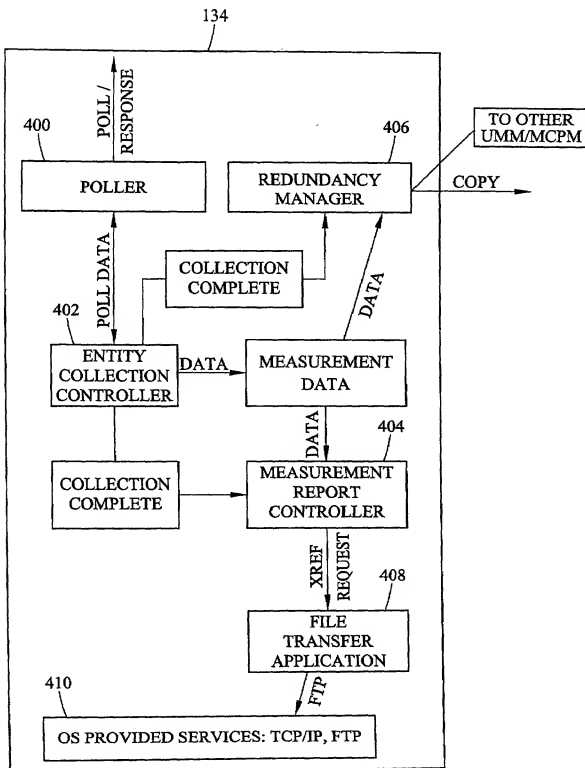 134
POLL /
RESPONSE
400
POLLER
406
REDUNDANCY
MANAGER
TO OTHER
UMM/MCPM
COPY
POLL DATA
COLLECTION
COMPLETE
DATA
402
ENTITY
COLLECTION
CONTROLLER
DATA
MEASUREMENT
DATA
DATA
404
COLLECTION
COMPLETE
MEASUREMENT
REPORT
CONTROLLER
XREF
REQUEST
408
FILE
TRANSFER
APPLICATION
FTP
410
OS PROVIDED SERVICES: TCP/IP, FTP